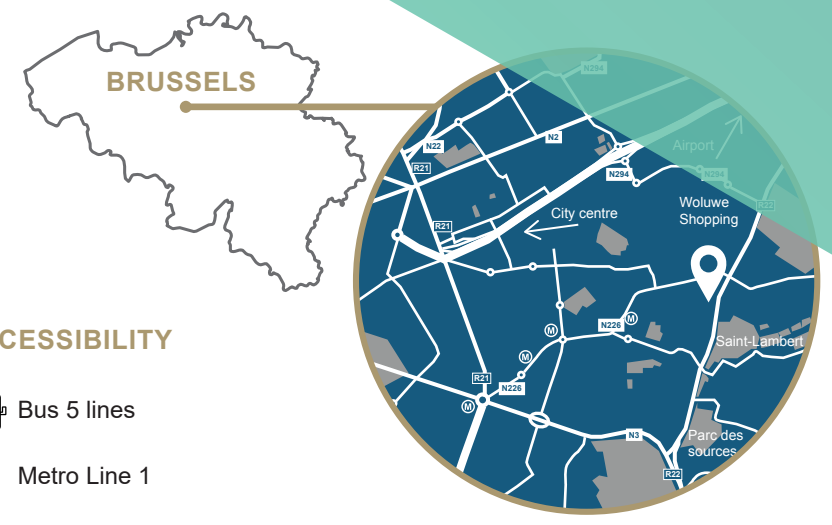 BRUSSELS
N294
N2
N22
R21
Airport
N294
N294
R22
Woluwe
Shopping
City centre
R21
M
N226
M
Saint-Lambert
M
R21
N226
M
N3
Parc des
sources
R22
CESSIBILITY
Bus 5 lines
Metro Line 1